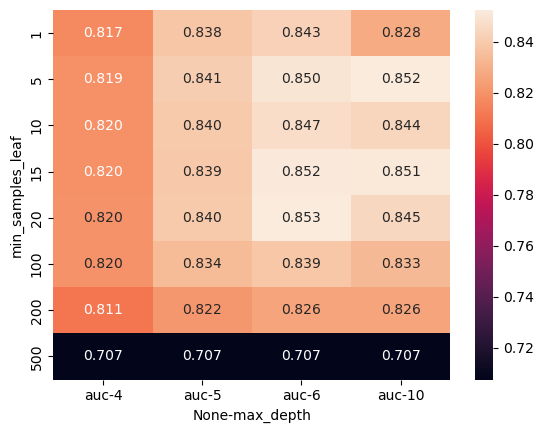 1 0.817 0.838 0.843 0.828
5 0.819 0.841 0.850 0.852
10 0.820 0.840 0.847 0.844
15 0.820 0.839 0.852 0.851
20 0.820 0.840 0.853 0.845
100 0.820 0.834 0.839 0.833
200 0.811 0.822 0.826 0.826
500 0.707 0.707 0.707 0.707
auc-4 auc-5 auc-6 auc-10
None-max_depth
min_samples_leaf
0.84
0.82
0.80
0.78
0.76
0.74
0.72